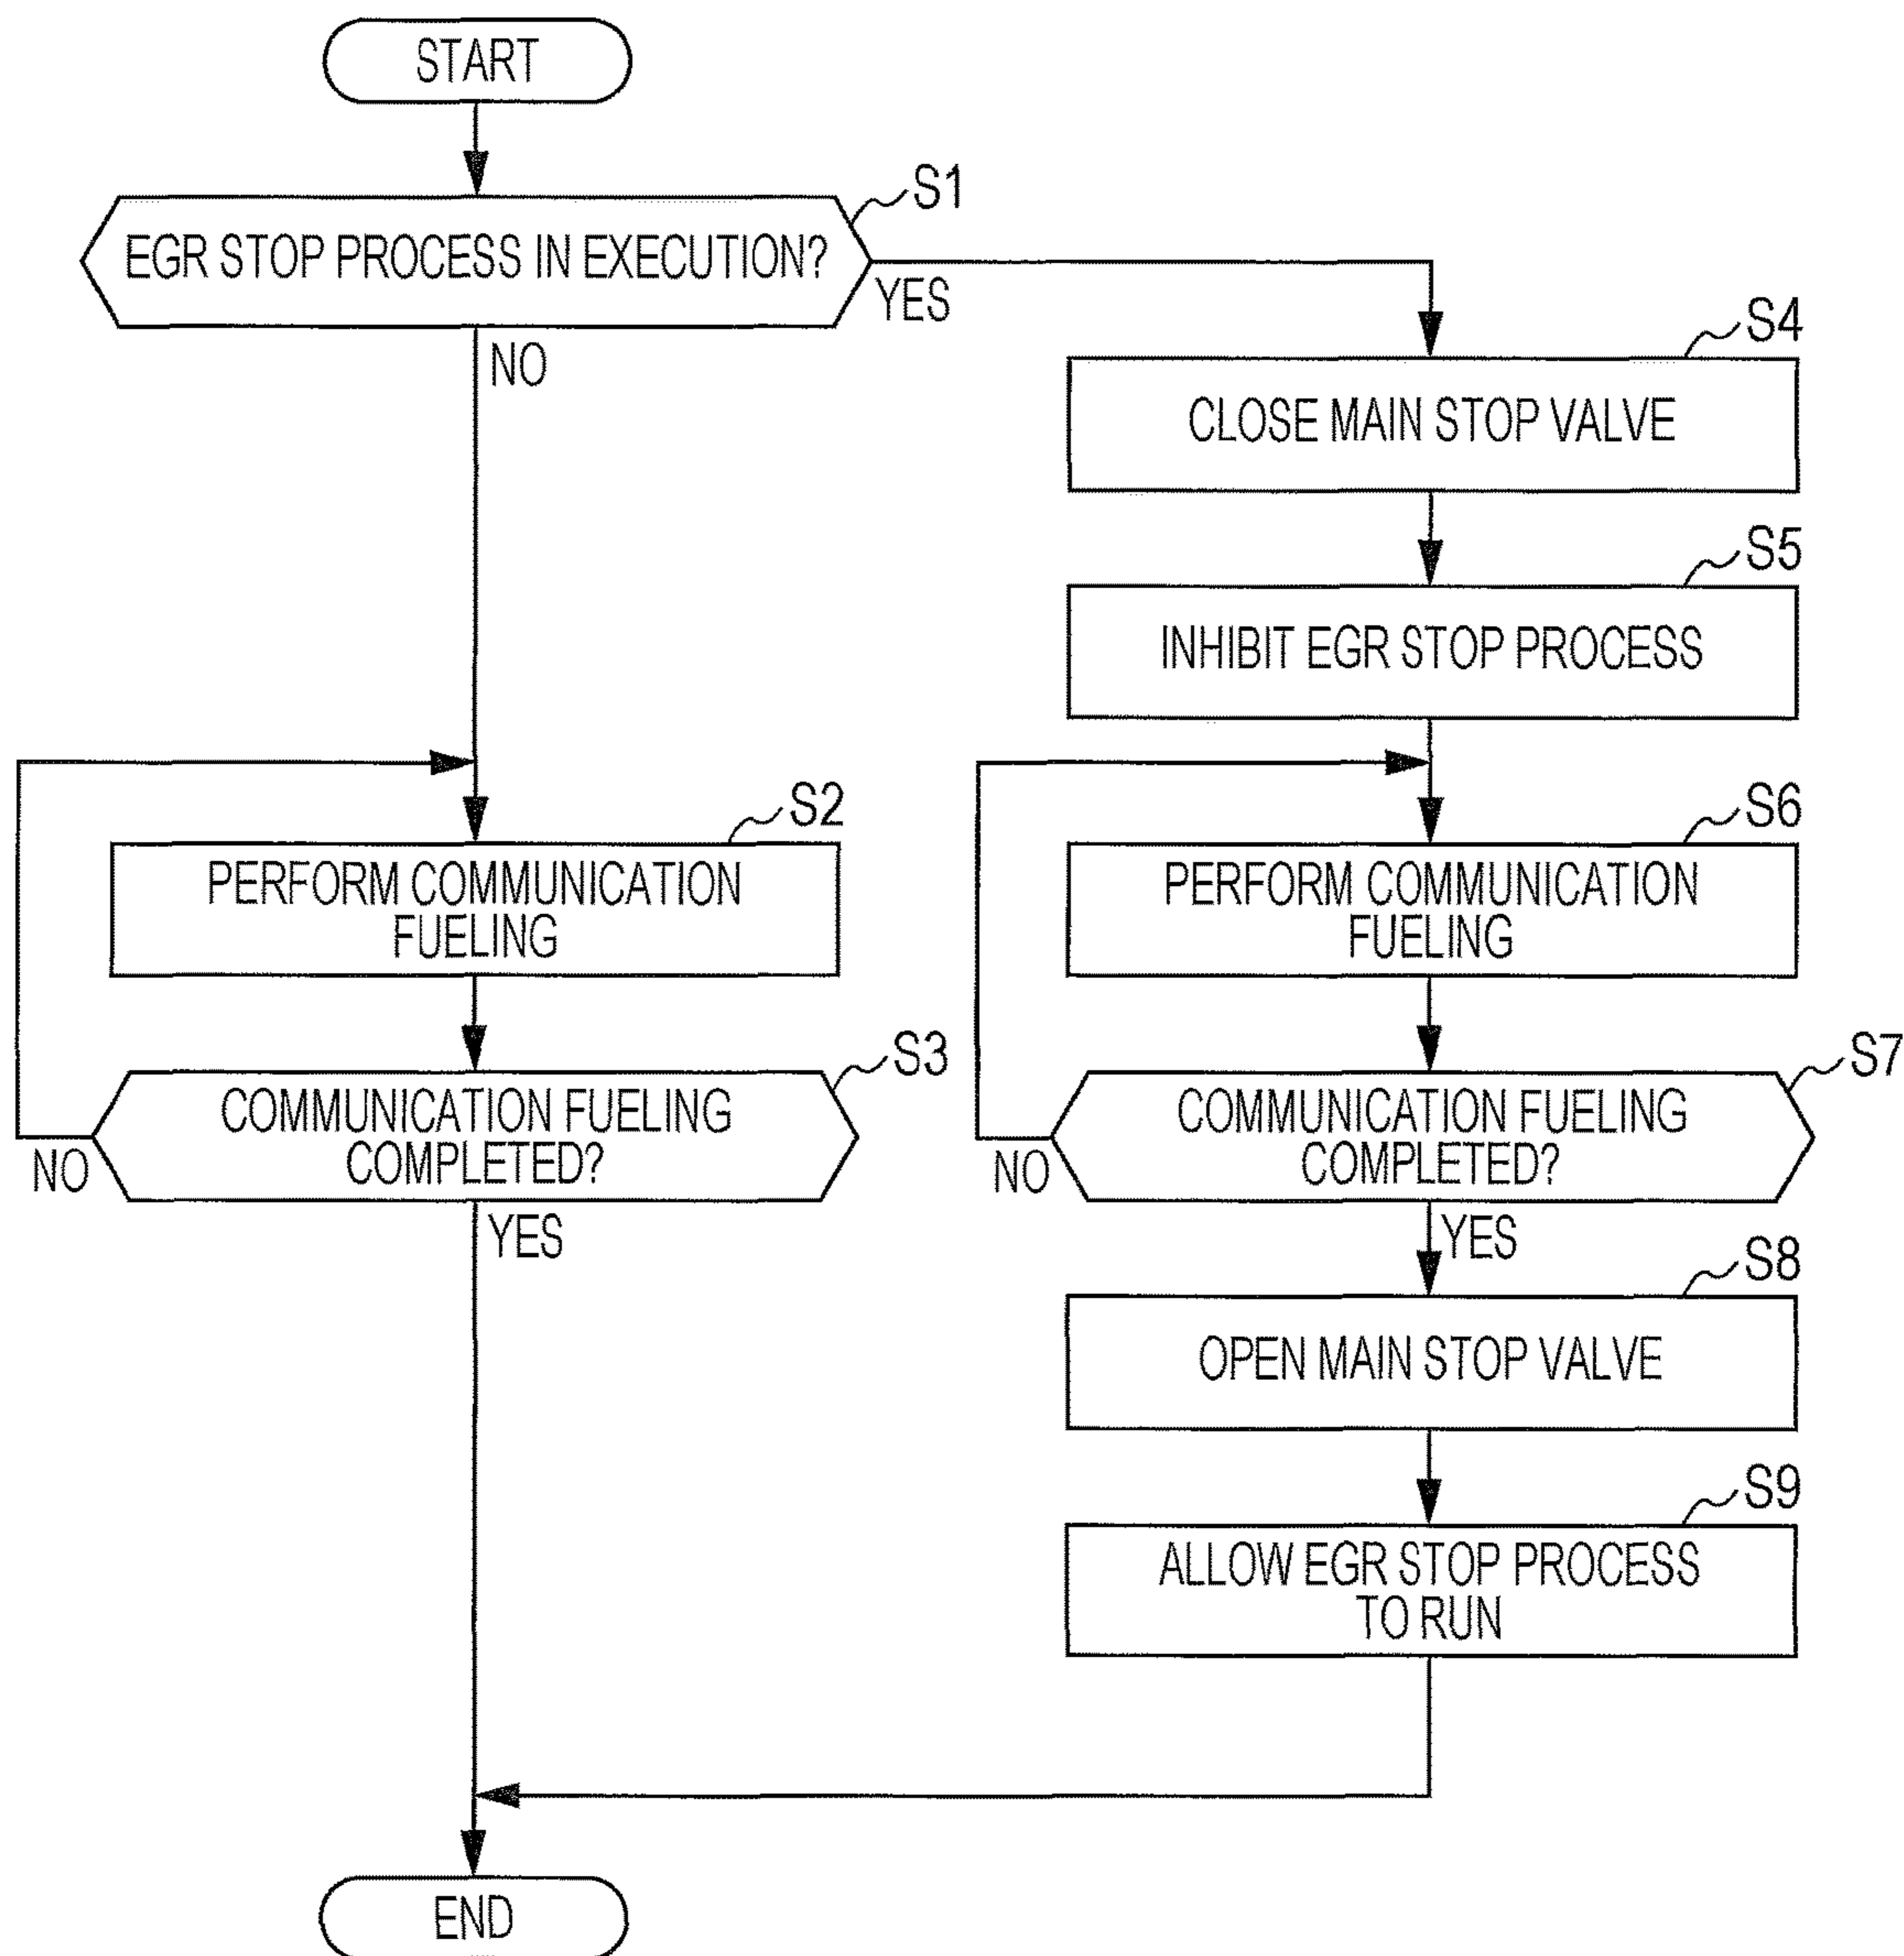 START
S1
EGR STOP PROCESS IN EXECUTION?
YES
NO
S4
CLOSE MAIN STOP VALVE
S5
INHIBIT EGR STOP PROCESS
S2
PERFORM COMMUNICATION
FUELING
S6
PERFORM COMMUNICATION
FUELING
S3
COMMUNICATION FUELING
COMPLETED?
NO
YES
S7
COMMUNICATION FUELING
COMPLETED?
NO
YES
S8
OPEN MAIN STOP VALVE
S9
ALLOW EGR STOP PROCESS
TO RUN
END